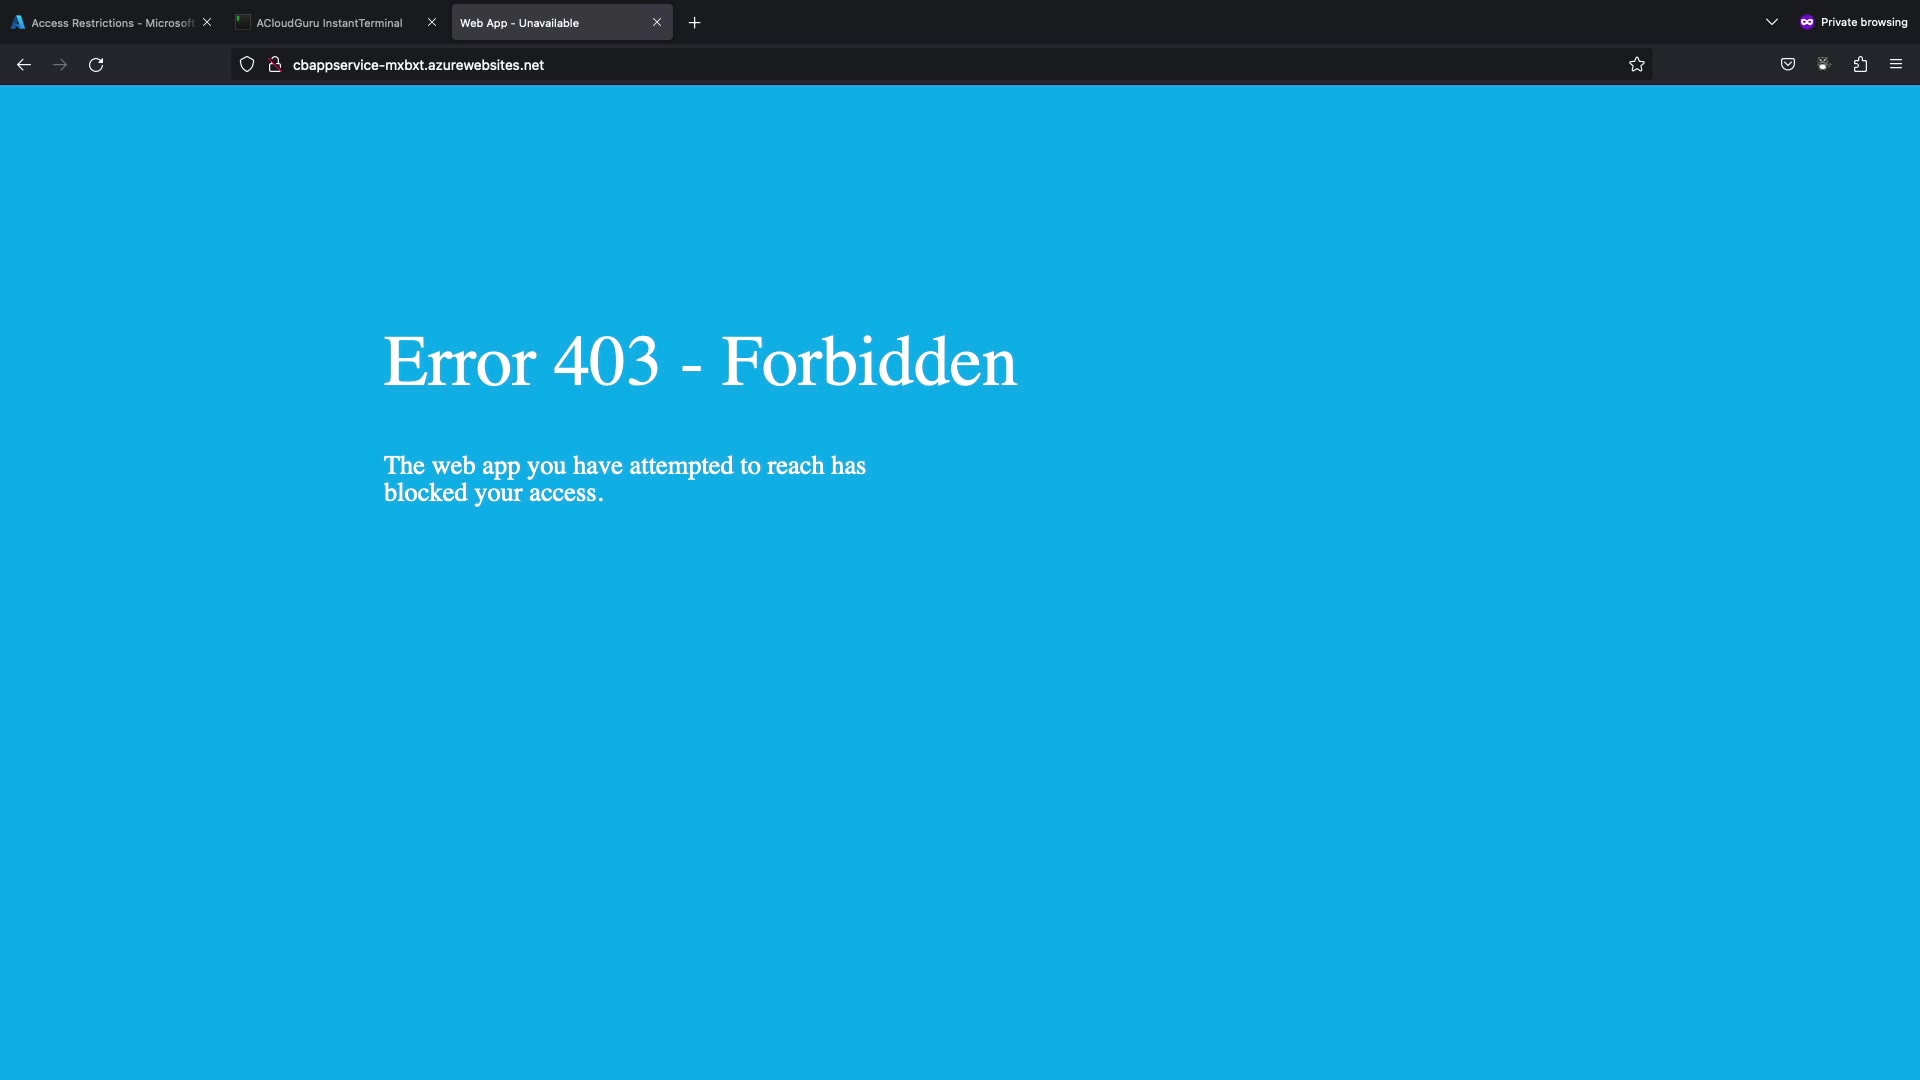 Access Restrictions - Microsoft
ACloudGuru InstantTerminal
Web App - Unavailable
Private browsing
cbappservice-mxbxt.azurewebsites.net
Error 403 - Forbidden
The web app you have attempted to reach has
blocked your access.